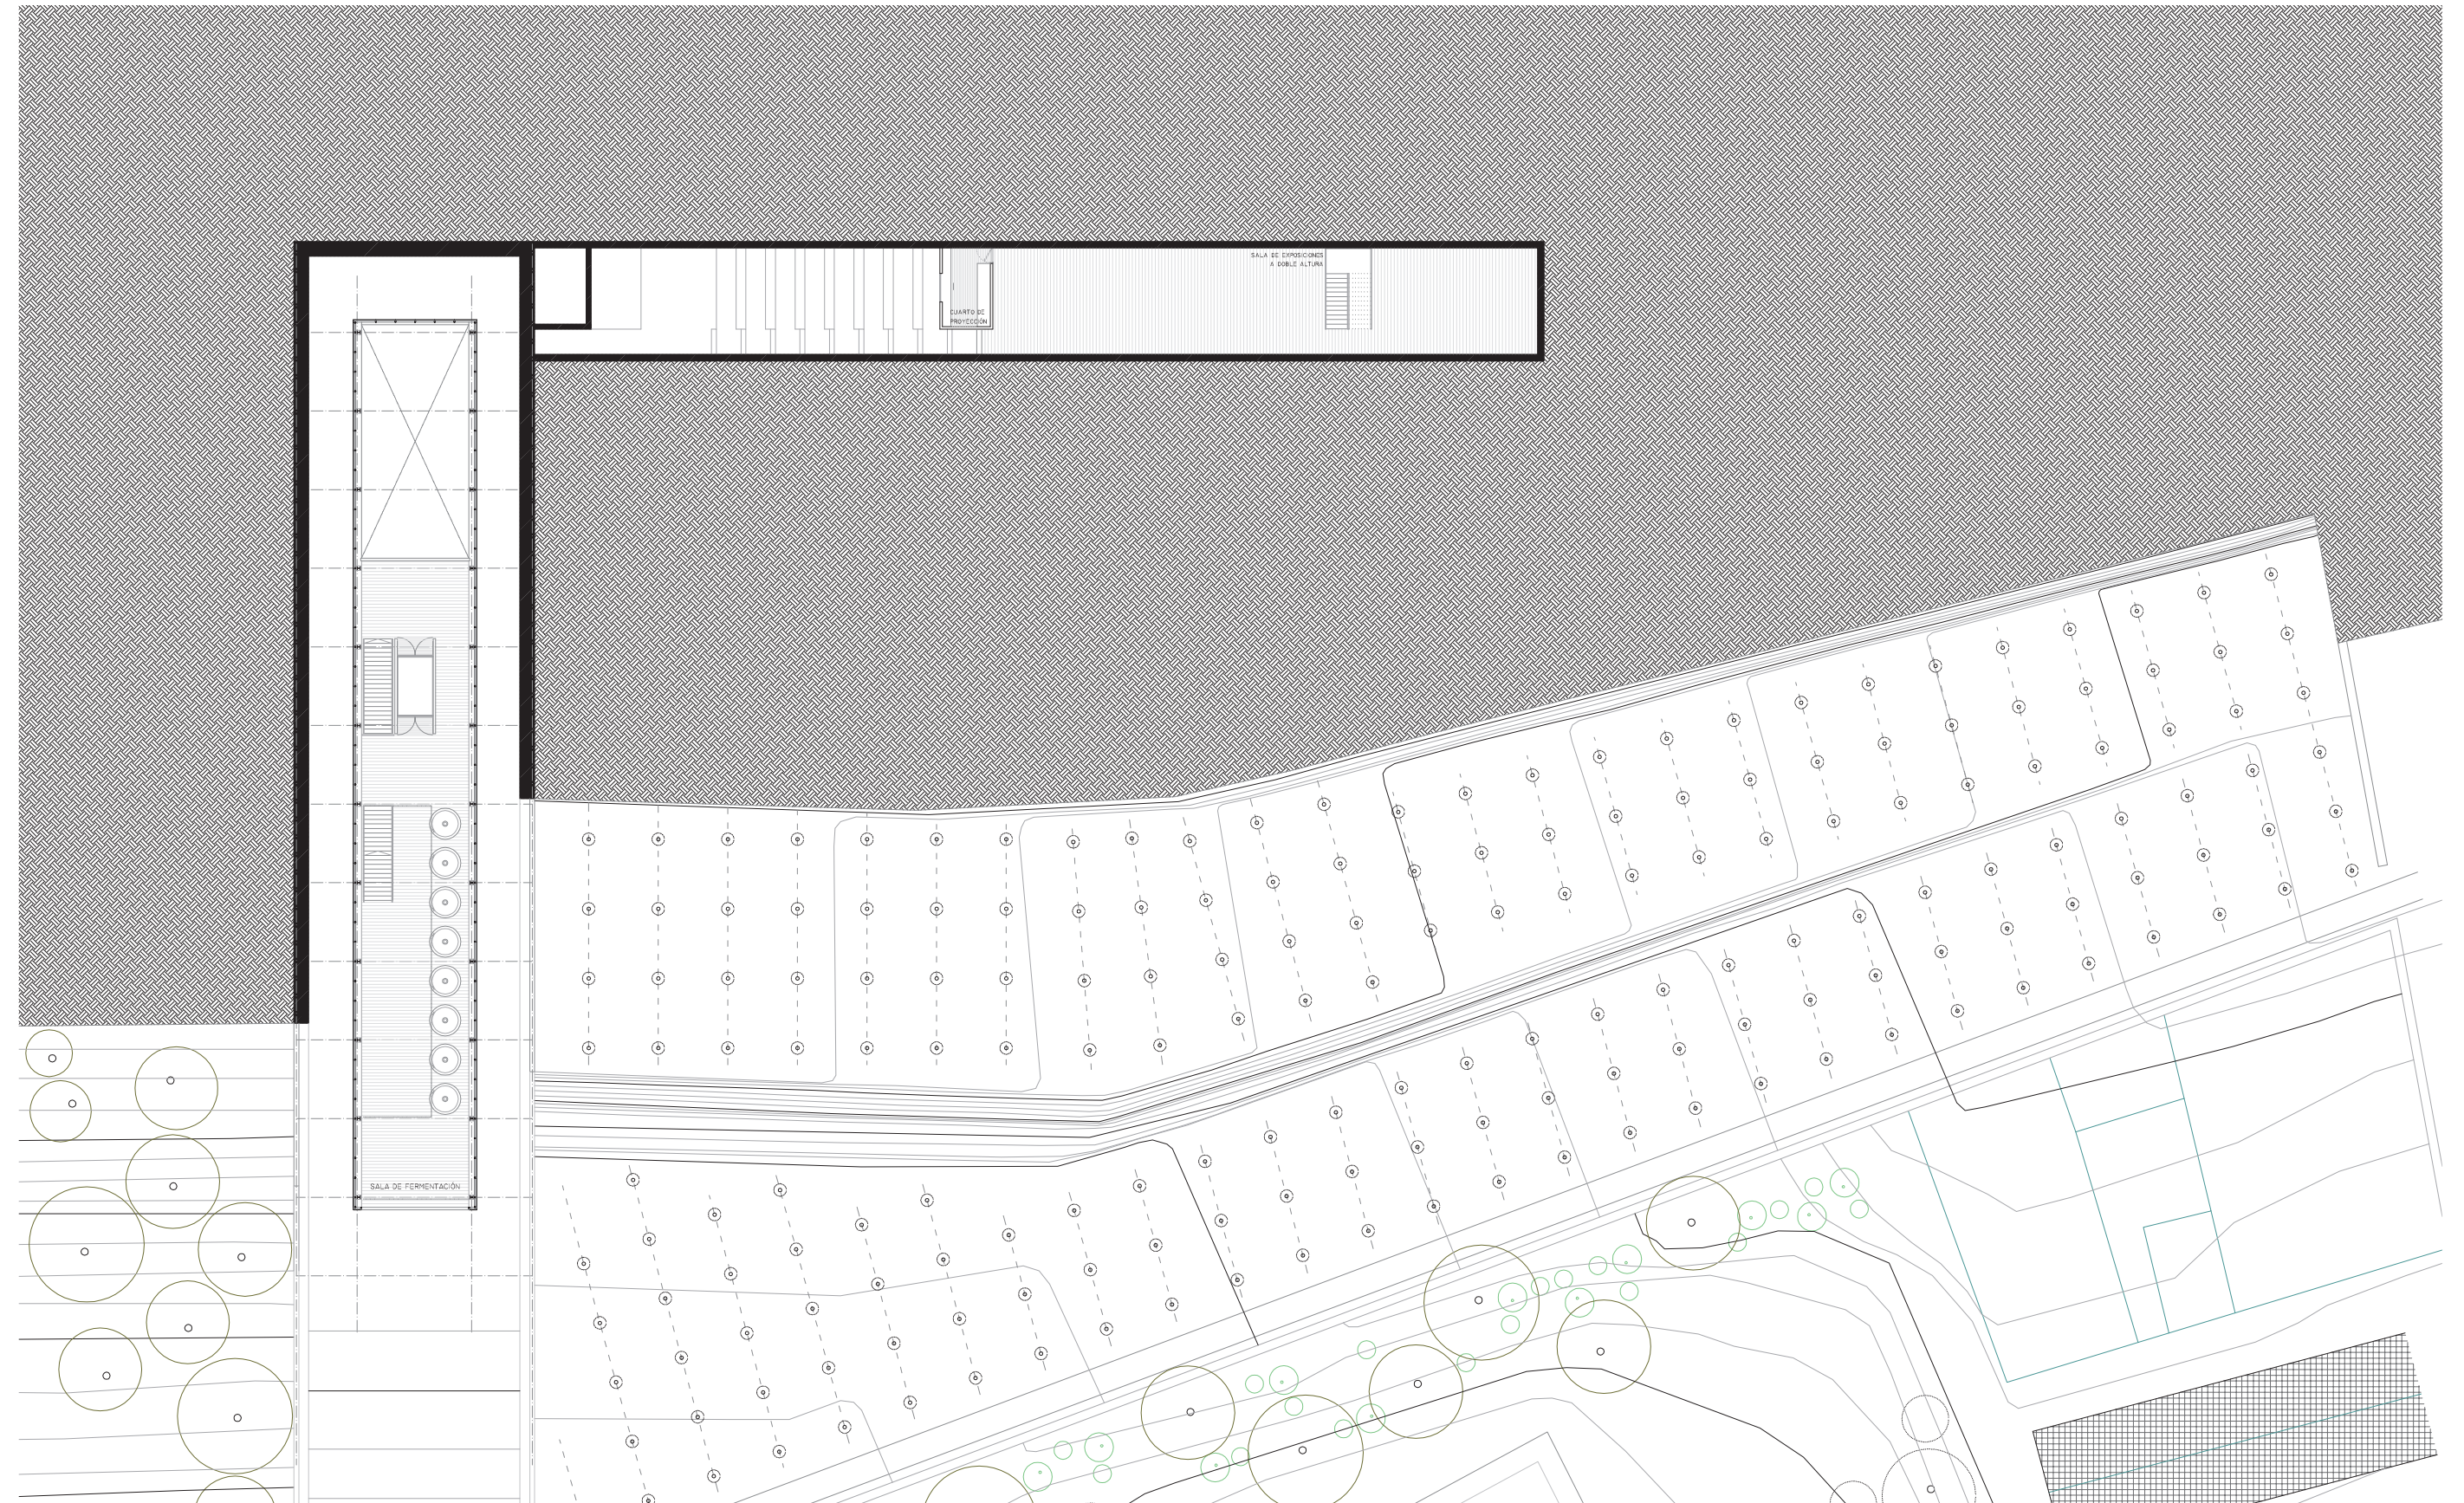 SALA DE EXPOSICIONES
A DOBLE ALTURA
CUARTO DE
PROYECCIÓN
SALA DE FERMENTACIÓN